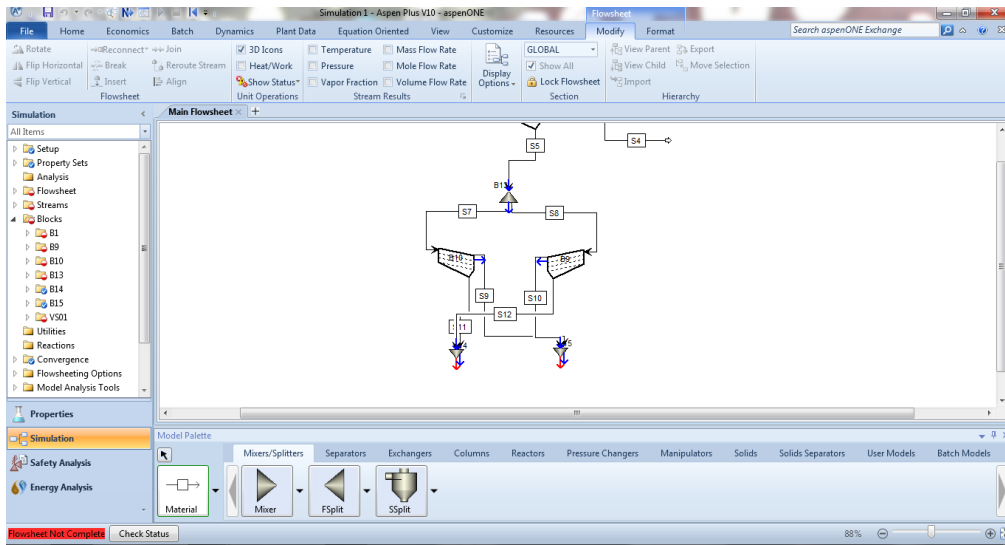 Simulation 1 - Aspen Plus V10 - aspenONE
Flowsheet
File Home Economics Batch Dynamics Plant Data Equation Oriented View Customize Resources Modify Format
Search aspenONE Exchange
Rotate Reconnect Join
Flip Horizontal Break Reroute Stream
Flip Vertical Insert Align
Flowsheet
3D Icons
Heat/Work
Show Status
Unit Operations
Temperature Mass Flow Rate
Pressure Mole Flow Rate
Vapor Fraction Volume Flow Rate
Stream Results
Display
Options
GLOBAL
Show All
Lock Flowsheet
Section
View Parent Export
View Child Move Selection
Import
Hierarchy
Simulation
All Items
Setup
Property Sets
Analysis
Flowsheet
Streams
Blocks
B1
B9
B10
B13
B14
B15
VS01
Utilities
Reactions
Convergence
Flowsheeting Options
Model Analysis Tools
Properties
Simulation
Safety Analysis
Energy Analysis
Main Flowsheet
S5
S4
S7
S8
B10
B9
S9
S10
S12
Model Palette
Mixers/Splitters Separators Exchangers Columns Reactors Pressure Changers Manipulators Solids Solids Separators User Models Batch Models
Material Mixer FSplit SSplit
Flowsheet Not Complete Check Status
88%